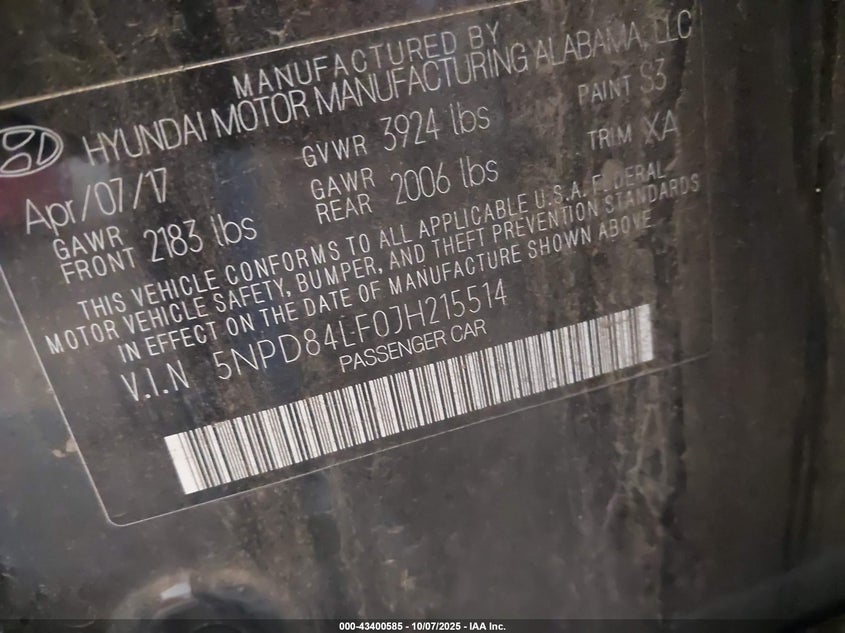 MANUFACTURED BY
HYUNDAI MOTOR MANUFACTURING ALABAMA, LLC
Apr/07/17 GVWR 3924 lbs PAINT S3
GAWR FRONT 2183 lbs GAWR REAR 2006 lbs TRIM XA
THIS VEHICLE CONFORMS TO ALL APPLICABLE U.S.A. FEDERAL
MOTOR VEHICLE SAFETY, BUMPER, AND THEFT PREVENTION STANDARDS
IN EFFECT ON THE DATE OF MANUFACTURE SHOWN ABOVE
V.I.N 5NPD84LF0JH215514
PASSENGER CAR
000-43400585 - 10/07/2025 - IAA Inc.